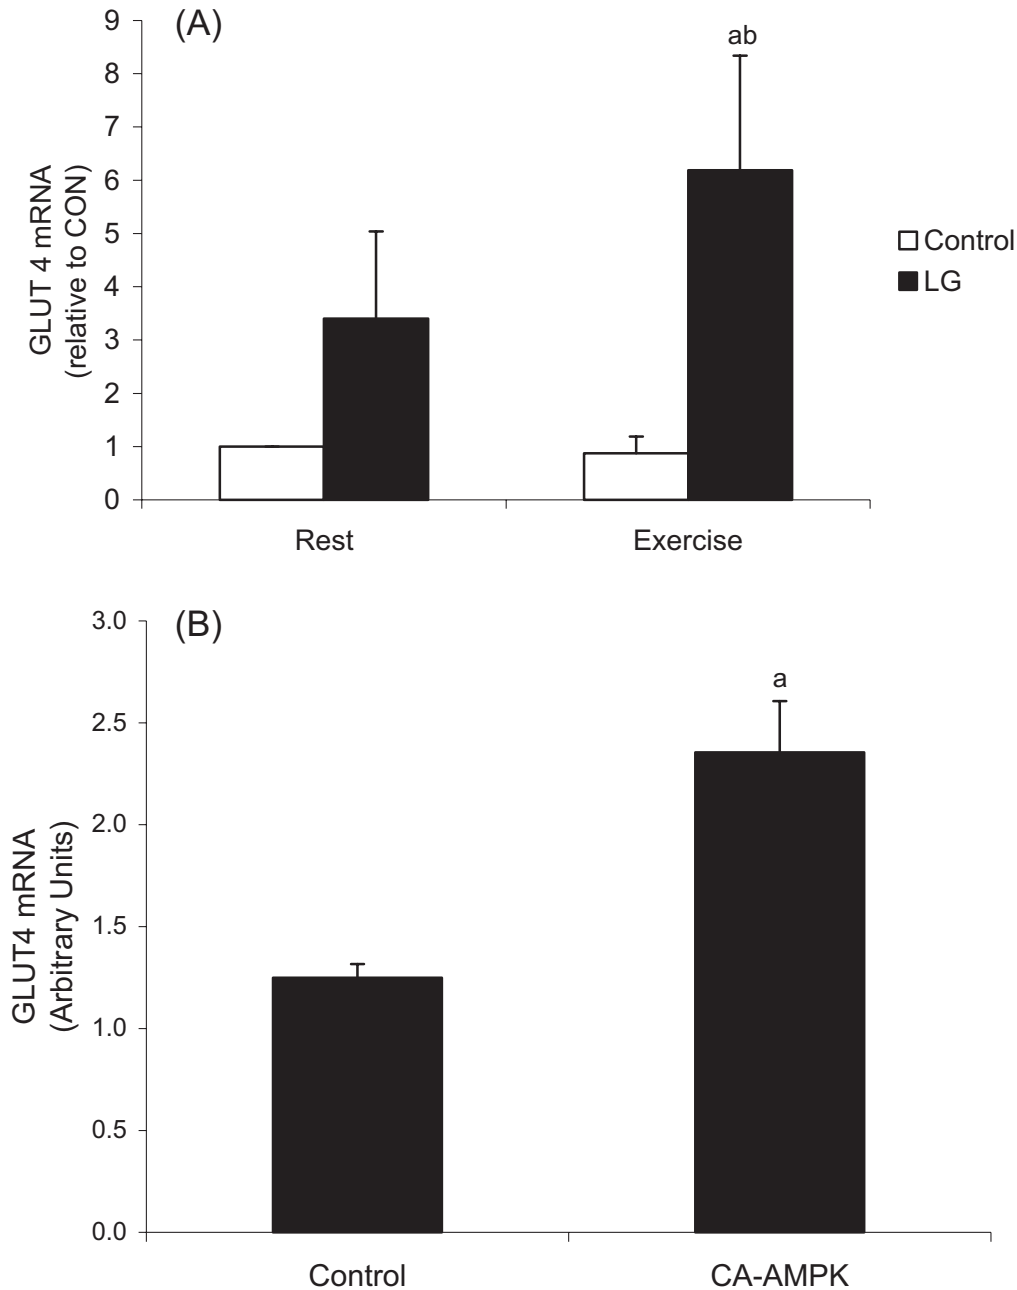 (A)
9
8
7
6
5
4
3
2
1
0
GLUT 4 mRNA
(relative to CON)
ab
Control
LG
Rest
Exercise
(B)
3.0
2.5
2.0
1.5
1.0
0.5
0.0
GLUT4 mRNA
(Arbitrary Units)
a
Control
CA-AMPK